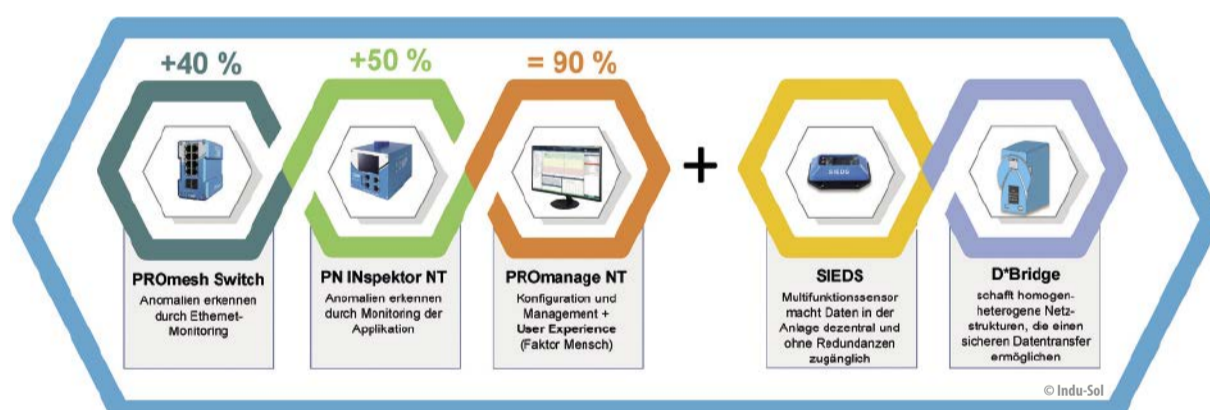 +40 %
+50 %
= 90 %
+
SIEDS
PROmesh Switch
Anomalien erkennen
durch Ethernet-
Monitoring
PN INspektor NT
Anomalien erkennen
durch Monitoring der
Applikation
PROmanage NT
Konfiguration und
Management +
User Experience
(Faktor Mensch)
SIEDS
Multifunktionssensor
macht Daten in der
Anlage dezentral und
ohne Redundanzen
zugänglich
D*Bridge
schafft homogen-
heterogene Netz-
strukturen, die einen
sicheren Datentransfer
ermöglichen
© Indu-Sol